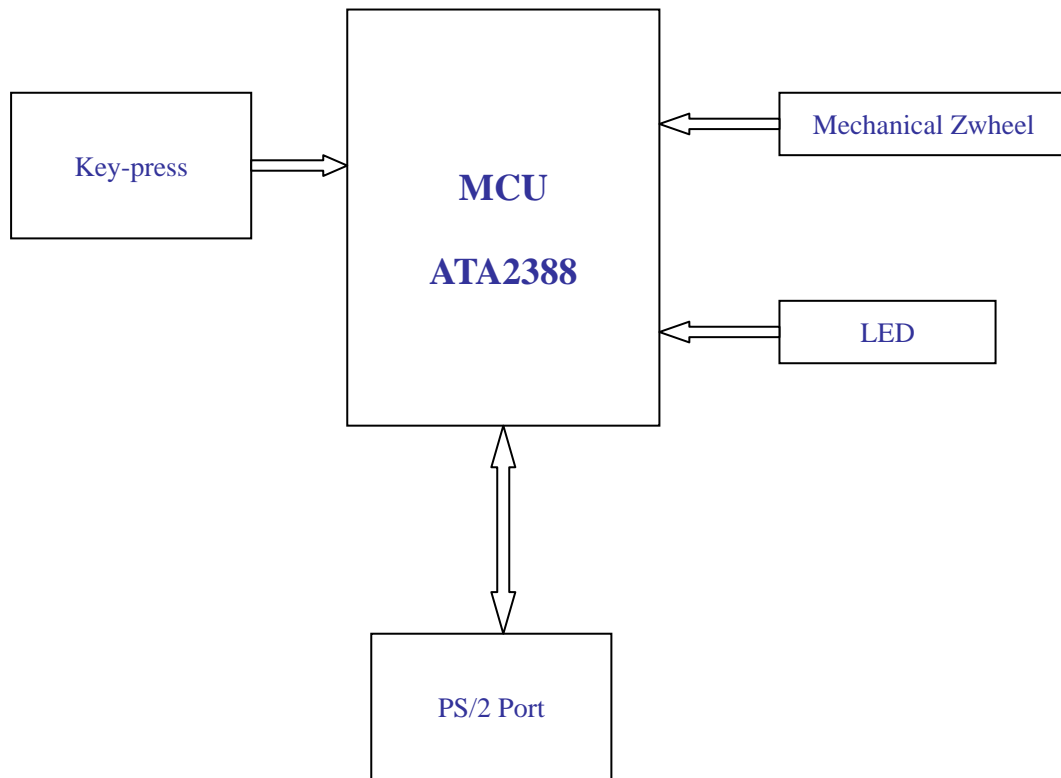 Key-press
MCU
ATA2388
Mechanical Zwheel
LED
PS/2 Port